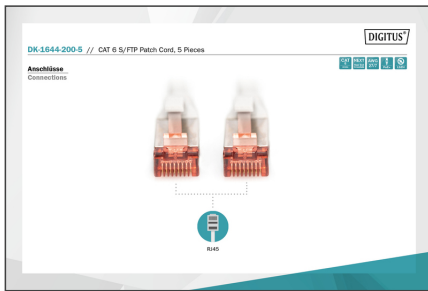 DIGITUS®
DK-1644-200-5 // CAT 6 S/FTP Patch Cord, 5 Pieces
Anschlüsse
Connections
RJ45